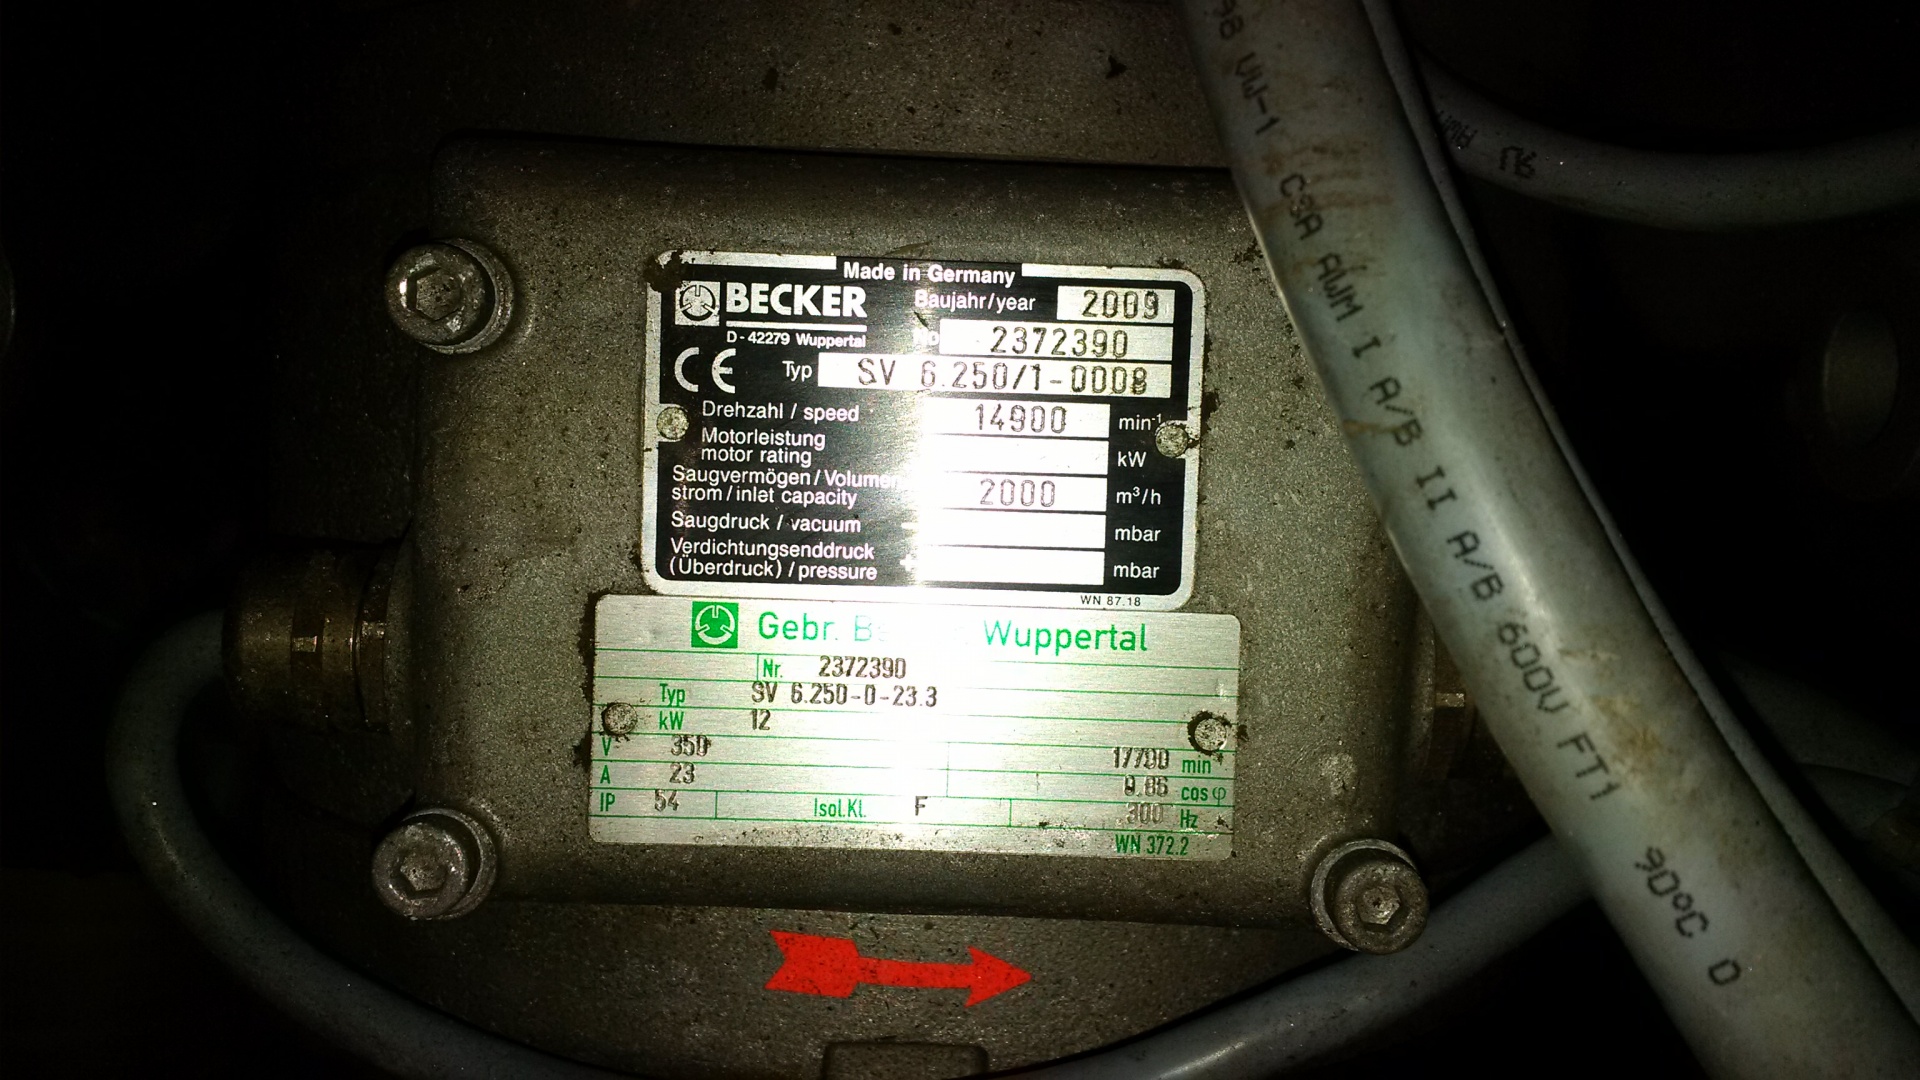 Made in Germany
BECKER
Baujahr/year 2009
D-42279 Wuppertal
No 2372390
CE Typ SV 6.250/1-0008
Drehzahl / speed 14900 min-1
Motorleistung
motor rating kW
Saugvermögen / Volumen
strom / inlet capacity 2000 m³/h
Saugdruck / vacuum - mbar
Verdichtungsenddruck
(Überdruck) / pressure + mbar
WN 87.18
Gebr. Wuppertal
Nr. 2372390
Typ SV 6.250-0-23.3
kW 12
V 350 17700 min
A 23 0.86 cos φ
IP 54 Isol.Kl. F 300 Hz
WN 372.2
98 VW-1 CSA AWM I A/B II A/B 600V FT1 90°C D